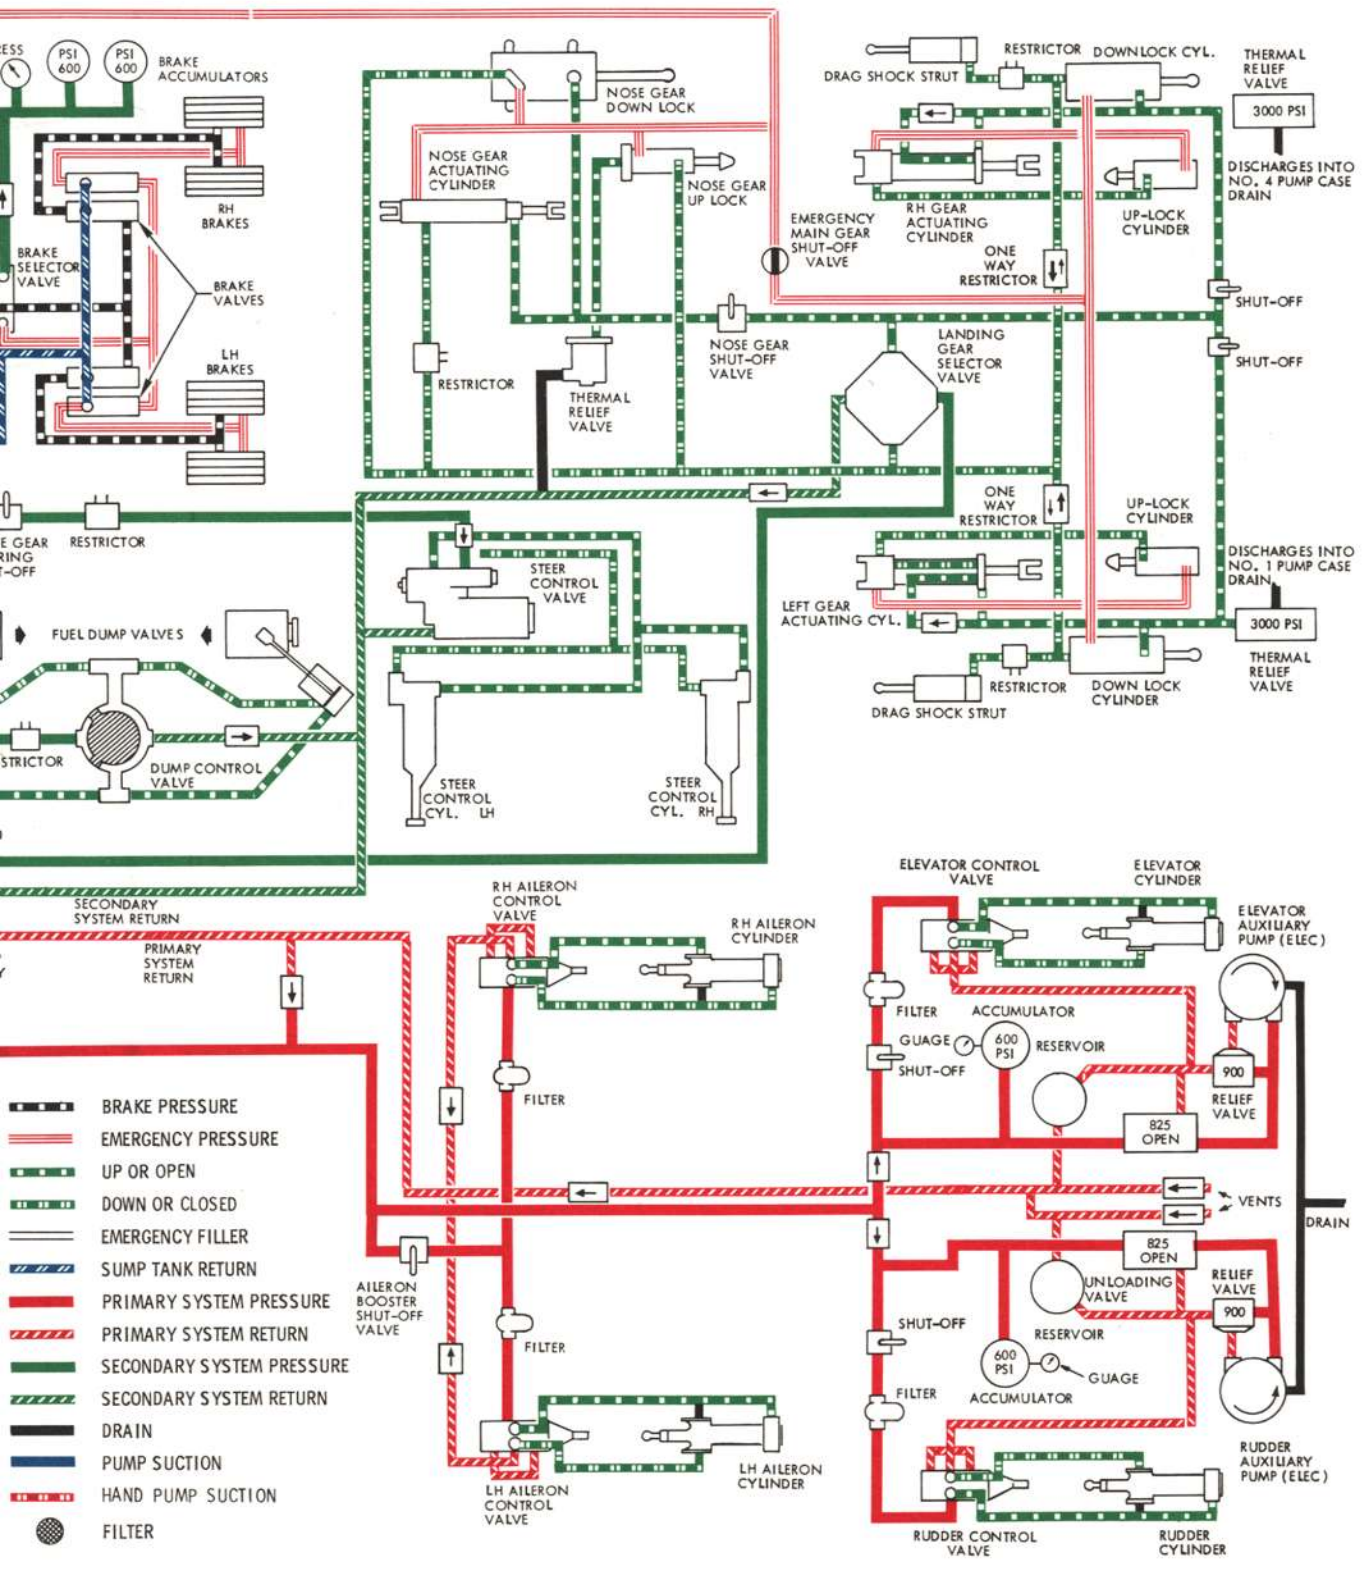 RESS
PSI
600
PSI
600
BRAKE
ACCUMULATORS
RH
BRAKES
BRAKE
SELECTOR
VALVE
BRAKE
VALVES
LH
BRAKES
NOSE GEAR
DOWN LOCK
NOSE GEAR
ACTUATING
CYLINDER
NOSE GEAR
UP LOCK
EMERGENCY
MAIN GEAR
SHUT-OFF
VALVE
RESTRICTOR
THERMAL
RELIEF
VALVE
NOSE GEAR
SHUT-OFF
VALVE
LANDING
GEAR
SELECTOR
VALVE
DRAG SHOCK STRUT
RESTRICTOR
DOWNLOCK CYL.
THERMAL
RELIEF
VALVE
3000 PSI
DISCHARGES INTO
NO. 4 PUMP CASE
DRAIN
RH GEAR
ACTUATING
CYLINDER
UP-LOCK
CYLINDER
ONE
WAY
RESTRICTOR
SHUT-OFF
SHUT-OFF
ONE
WAY
RESTRICTOR
UP-LOCK
CYLINDER
DISCHARGES INTO
NO. 1 PUMP CASE
DRAIN
LEFT GEAR
ACTUATING CYL.
3000 PSI
THERMAL
RELIEF
VALVE
RESTRICTOR
DOWN LOCK
CYLINDER
DRAG SHOCK STRUT
E GEAR
RING
T-OFF
RESTRICTOR
STEER
CONTROL
VALVE
FUEL DUMP VALVES
STRICTOR
DUMP CONTROL
VALVE
STEER
CONTROL
CYL. LH
STEER
CONTROL
CYL. RH
SECONDARY
SYSTEM RETURN
PRIMARY
SYSTEM
RETURN
Y
RH AILERON
CONTROL
VALVE
RH AILERON
CYLINDER
FILTER
ELEVATOR CONTROL
VALVE
ELEVATOR
CYLINDER
ELEVATOR
AUXILIARY
PUMP (ELEC)
FILTER
ACCUMULATOR
GUAGE
600
PSI
RESERVOIR
SHUT-OFF
900
RELIEF
VALVE
825
OPEN
VENTS
DRAIN
825
OPEN
UNLOADING
VALVE
RELIEF
VALVE
900
RESERVOIR
SHUT-OFF
600
PSI
GUAGE
ACCUMULATOR
FILTER
RUDDER
AUXILIARY
PUMP (ELEC)
RUDDER CONTROL
VALVE
RUDDER
CYLINDER
AILERON
BOOSTER
SHUT-OFF
VALVE
FILTER
LH AILERON
CONTROL
VALVE
LH AILERON
CYLINDER
BRAKE PRESSURE
EMERGENCY PRESSURE
UP OR OPEN
DOWN OR CLOSED
EMERGENCY FILLER
SUMP TANK RETURN
PRIMARY SYSTEM PRESSURE
PRIMARY SYSTEM RETURN
SECONDARY SYSTEM PRESSURE
SECONDARY SYSTEM RETURN
DRAIN
PUMP SUCTION
HAND PUMP SUCTION
FILTER